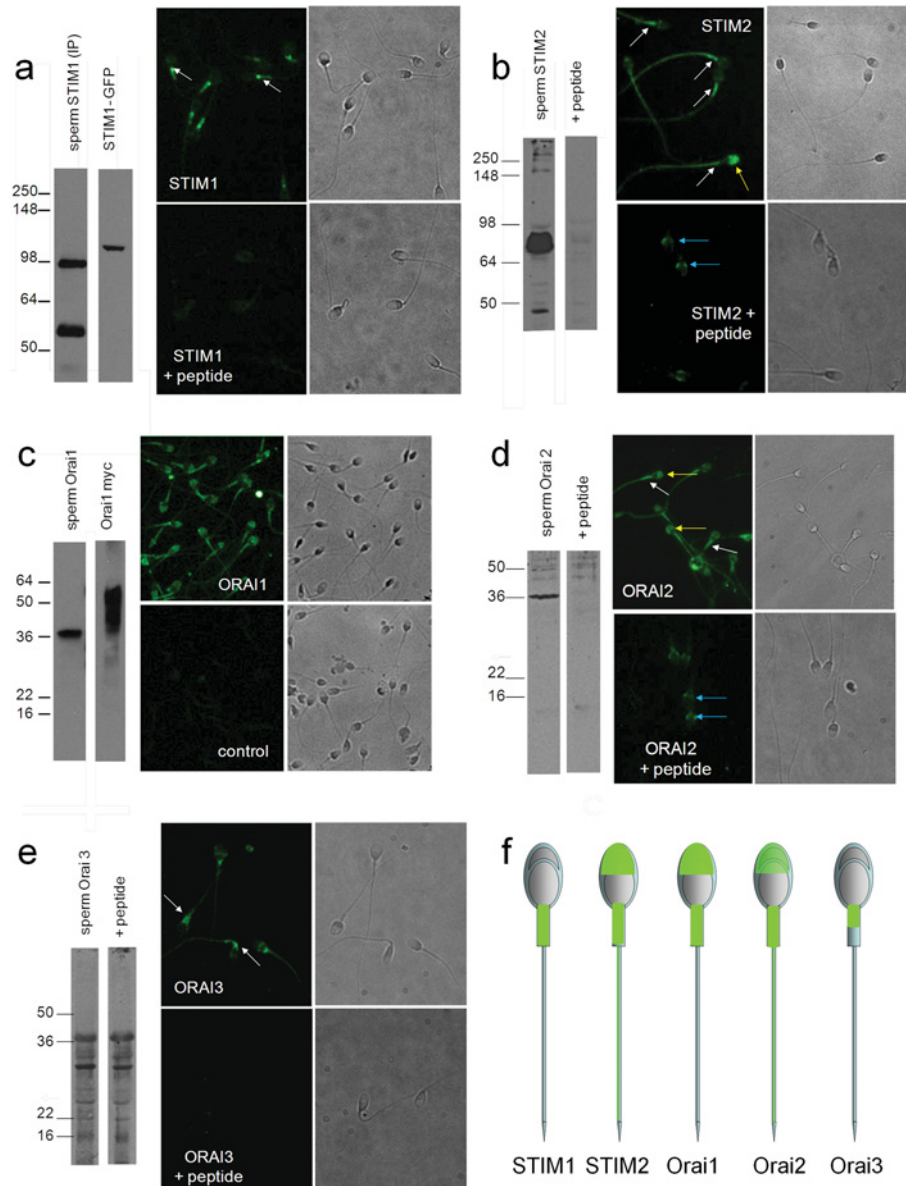 a
sperm STIM1 (IP)
STIM1-GFP
250
148
98
64
50
STIM1
STIM1
+ peptide
b
sperm STIM2
+ peptide
250
148
98
64
50
STIM2
STIM2 +
peptide
c
sperm Orai1
Orai1 myc
64
50
36
22
16
ORAI1
control
d
sperm Orai 2
+ peptide
50
36
22
16
ORAI2
ORAI2
+ peptide
e
sperm Orai 3
+ peptide
50
36
22
16
ORAI3
ORAI3
+ peptide
f
STIM1 STIM2 Orai1 Orai2 Orai3